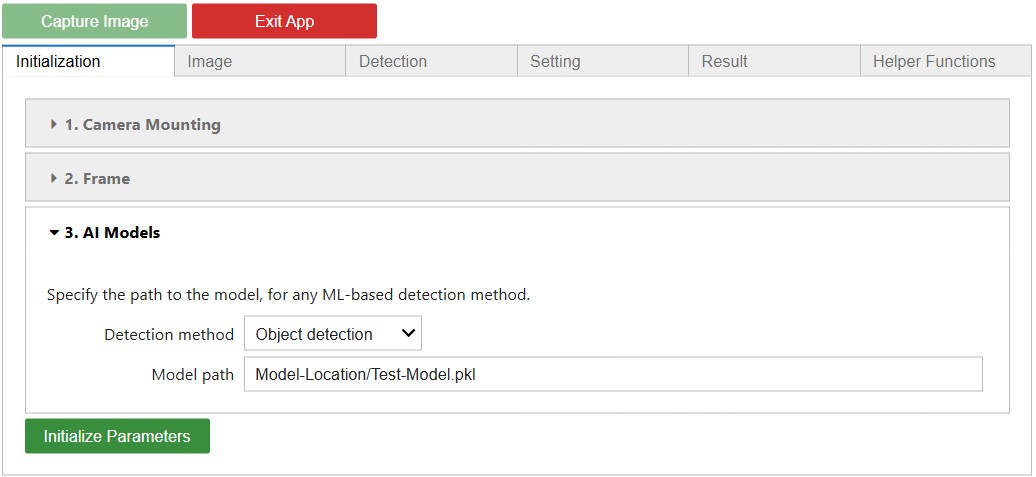 Capture Image Exit App
Initialization Image Detection Setting Result Helper Functions
1. Camera Mounting
2. Frame
3. AI Models
Specify the path to the model, for any ML-based detection method.
Detection method Object detection
Model path Model-Location/Test-Model.pkl
Initialize Parameters